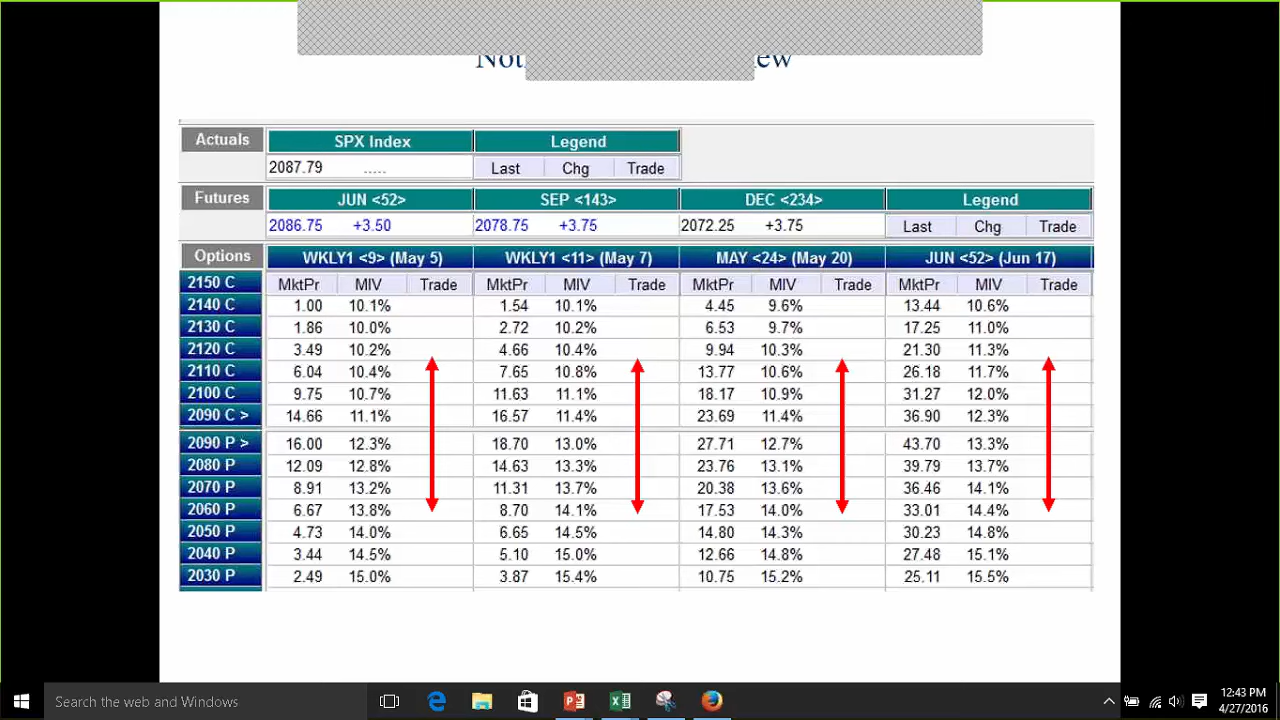 Actuals SPX Index Legend
2087.79 ..... Last Chg Trade
Futures JUN <52> SEP <143> DEC <234> Legend
2086.75 +3.50 2078.75 +3.75 2072.25 +3.75 Last Chg Trade
Options WKLY1 <9> (May 5) WKLY1 <11> (May 7) MAY <24> (May 20) JUN <52> (Jun 17)
2150 C MktPr MIV Trade MktPr MIV Trade MktPr MIV Trade MktPr MIV Trade
2140 C 1.00 10.1% 1.54 10.1% 4.45 9.6% 13.44 10.6%
2130 C 1.86 10.0% 2.72 10.2% 6.53 9.7% 17.25 11.0%
2120 C 3.49 10.2% 4.66 10.4% 9.94 10.3% 21.30 11.3%
2110 C 6.04 10.4% 7.65 10.8% 13.77 10.6% 26.18 11.7%
2100 C 9.75 10.7% 11.63 11.1% 18.17 10.9% 31.27 12.0%
2090 C > 14.66 11.1% 16.57 11.4% 23.69 11.4% 36.90 12.3%
2090 P > 16.00 12.3% 18.70 13.0% 27.71 12.7% 43.70 13.3%
2080 P 12.09 12.8% 14.63 13.3% 23.76 13.1% 39.79 13.7%
2070 P 8.91 13.2% 11.31 13.7% 20.38 13.6% 36.46 14.1%
2060 P 6.67 13.8% 8.70 14.1% 17.53 14.0% 33.01 14.4%
2050 P 4.73 14.0% 6.65 14.5% 14.80 14.3% 30.23 14.8%
2040 P 3.44 14.5% 5.10 15.0% 12.66 14.8% 27.48 15.1%
2030 P 2.49 15.0% 3.87 15.4% 10.75 15.2% 25.11 15.5%
Search the web and Windows
12:43 PM
4/27/2016